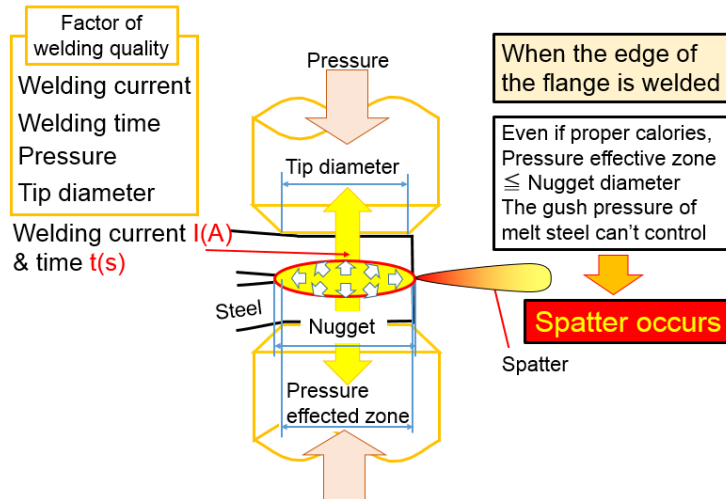 Factor of
welding quality
Welding current
Welding time
Pressure
Tip diameter
Pressure
Tip diameter
Welding current I(A)
& time t(s)
Steel
Nugget
Pressure
effected zone
Spatter
When the edge of
the flange is welded
Even if proper calories,
Pressure effective zone
≦ Nugget diameter
The gush pressure of
melt steel can’t control
Spatter occurs